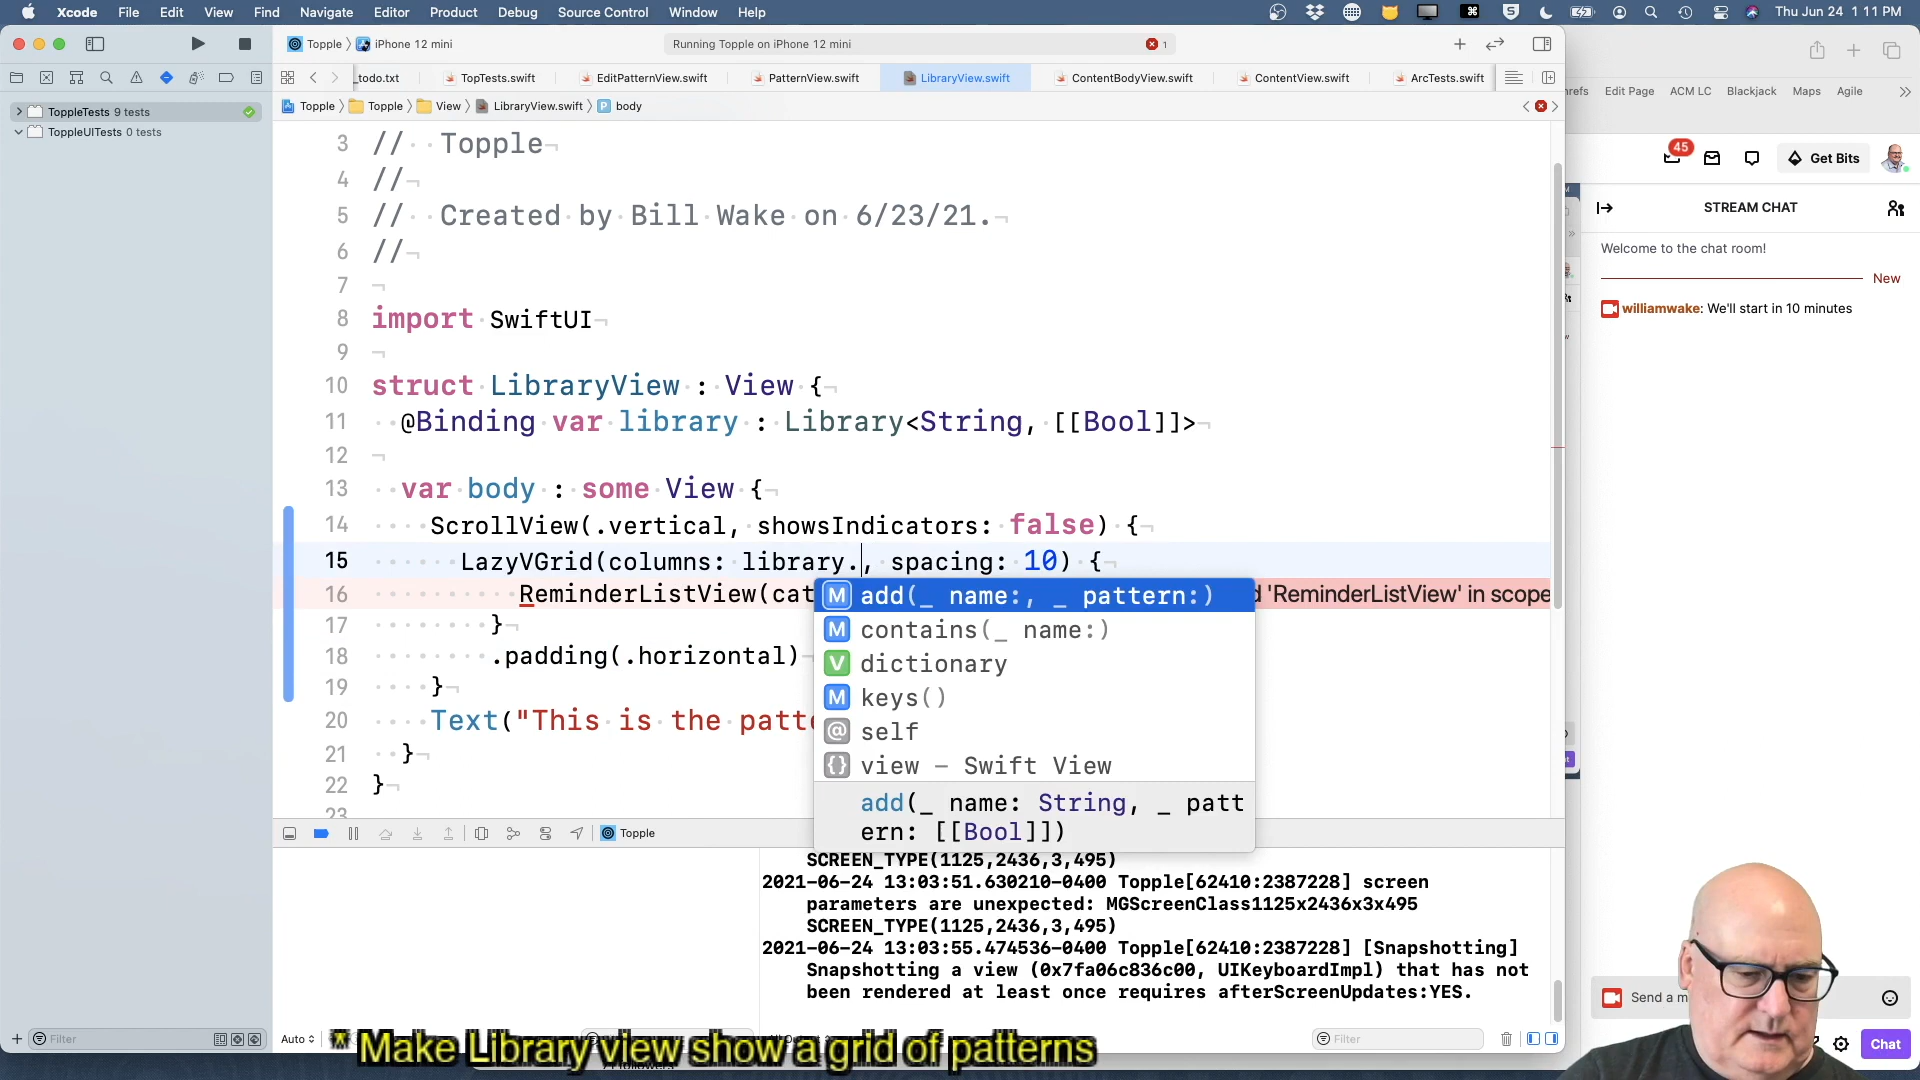 Xcode File Edit View Find Navigate Editor Product Debug Source Control Window Help
Thu Jun 24 1 11 PM
Topple iPhone 12 mini
Running Topple on iPhone 12 mini
1
_todo.txt TopTests.swift EditPatternView.swift PatternView.swift LibraryView.swift ContentBodyView.swift ContentView.swift ArcTests.swift
Topple Topple View LibraryView.swift body
ToppleTests 9 tests
ToppleUITests 0 tests
3 // Topple
4 //
5 // Created by Bill Wake on 6/23/21.
6 //
7
8 import SwiftUI
9
10 struct LibraryView : View {
11 @Binding var library : Library<String, [[Bool]]>
12
13 var body : some View {
14 ScrollView(.vertical, showsIndicators: false) {
15 LazyVGrid(columns: library., spacing: 10) {
16 ReminderListView(cat
'ReminderListView' in scope
17 }
18 .padding(.horizontal)
19 }
20 Text("This is the patt
21 }
22 }
23
M add(_ name:, _ pattern:)
M contains(_ name:)
V dictionary
M keys()
@ self
{} view – Swift View
add(_ name: String, _ patt
ern: [[Bool]])
Topple
SCREEN_TYPE(1125,2436,3,495)
2021-06-24 13:03:51.630210-0400 Topple[62410:2387228] screen
parameters are unexpected: MGScreenClass1125x2436x3x495
SCREEN_TYPE(1125,2436,3,495)
2021-06-24 13:03:55.474536-0400 Topple[62410:2387228] [Snapshotting]
Snapshotting a view (0x7fa06c836c00, UIKeyboardImpl) that has not
been rendered at least once requires afterScreenUpdates:YES.
Filter
Auto
Filter
* Make Library view show a grid of patterns
Edit Page ACM LC Blackjack Maps Agile
45
Get Bits
STREAM CHAT
Welcome to the chat room!
New
williamwake: We'll start in 10 minutes
Send a m
Chat